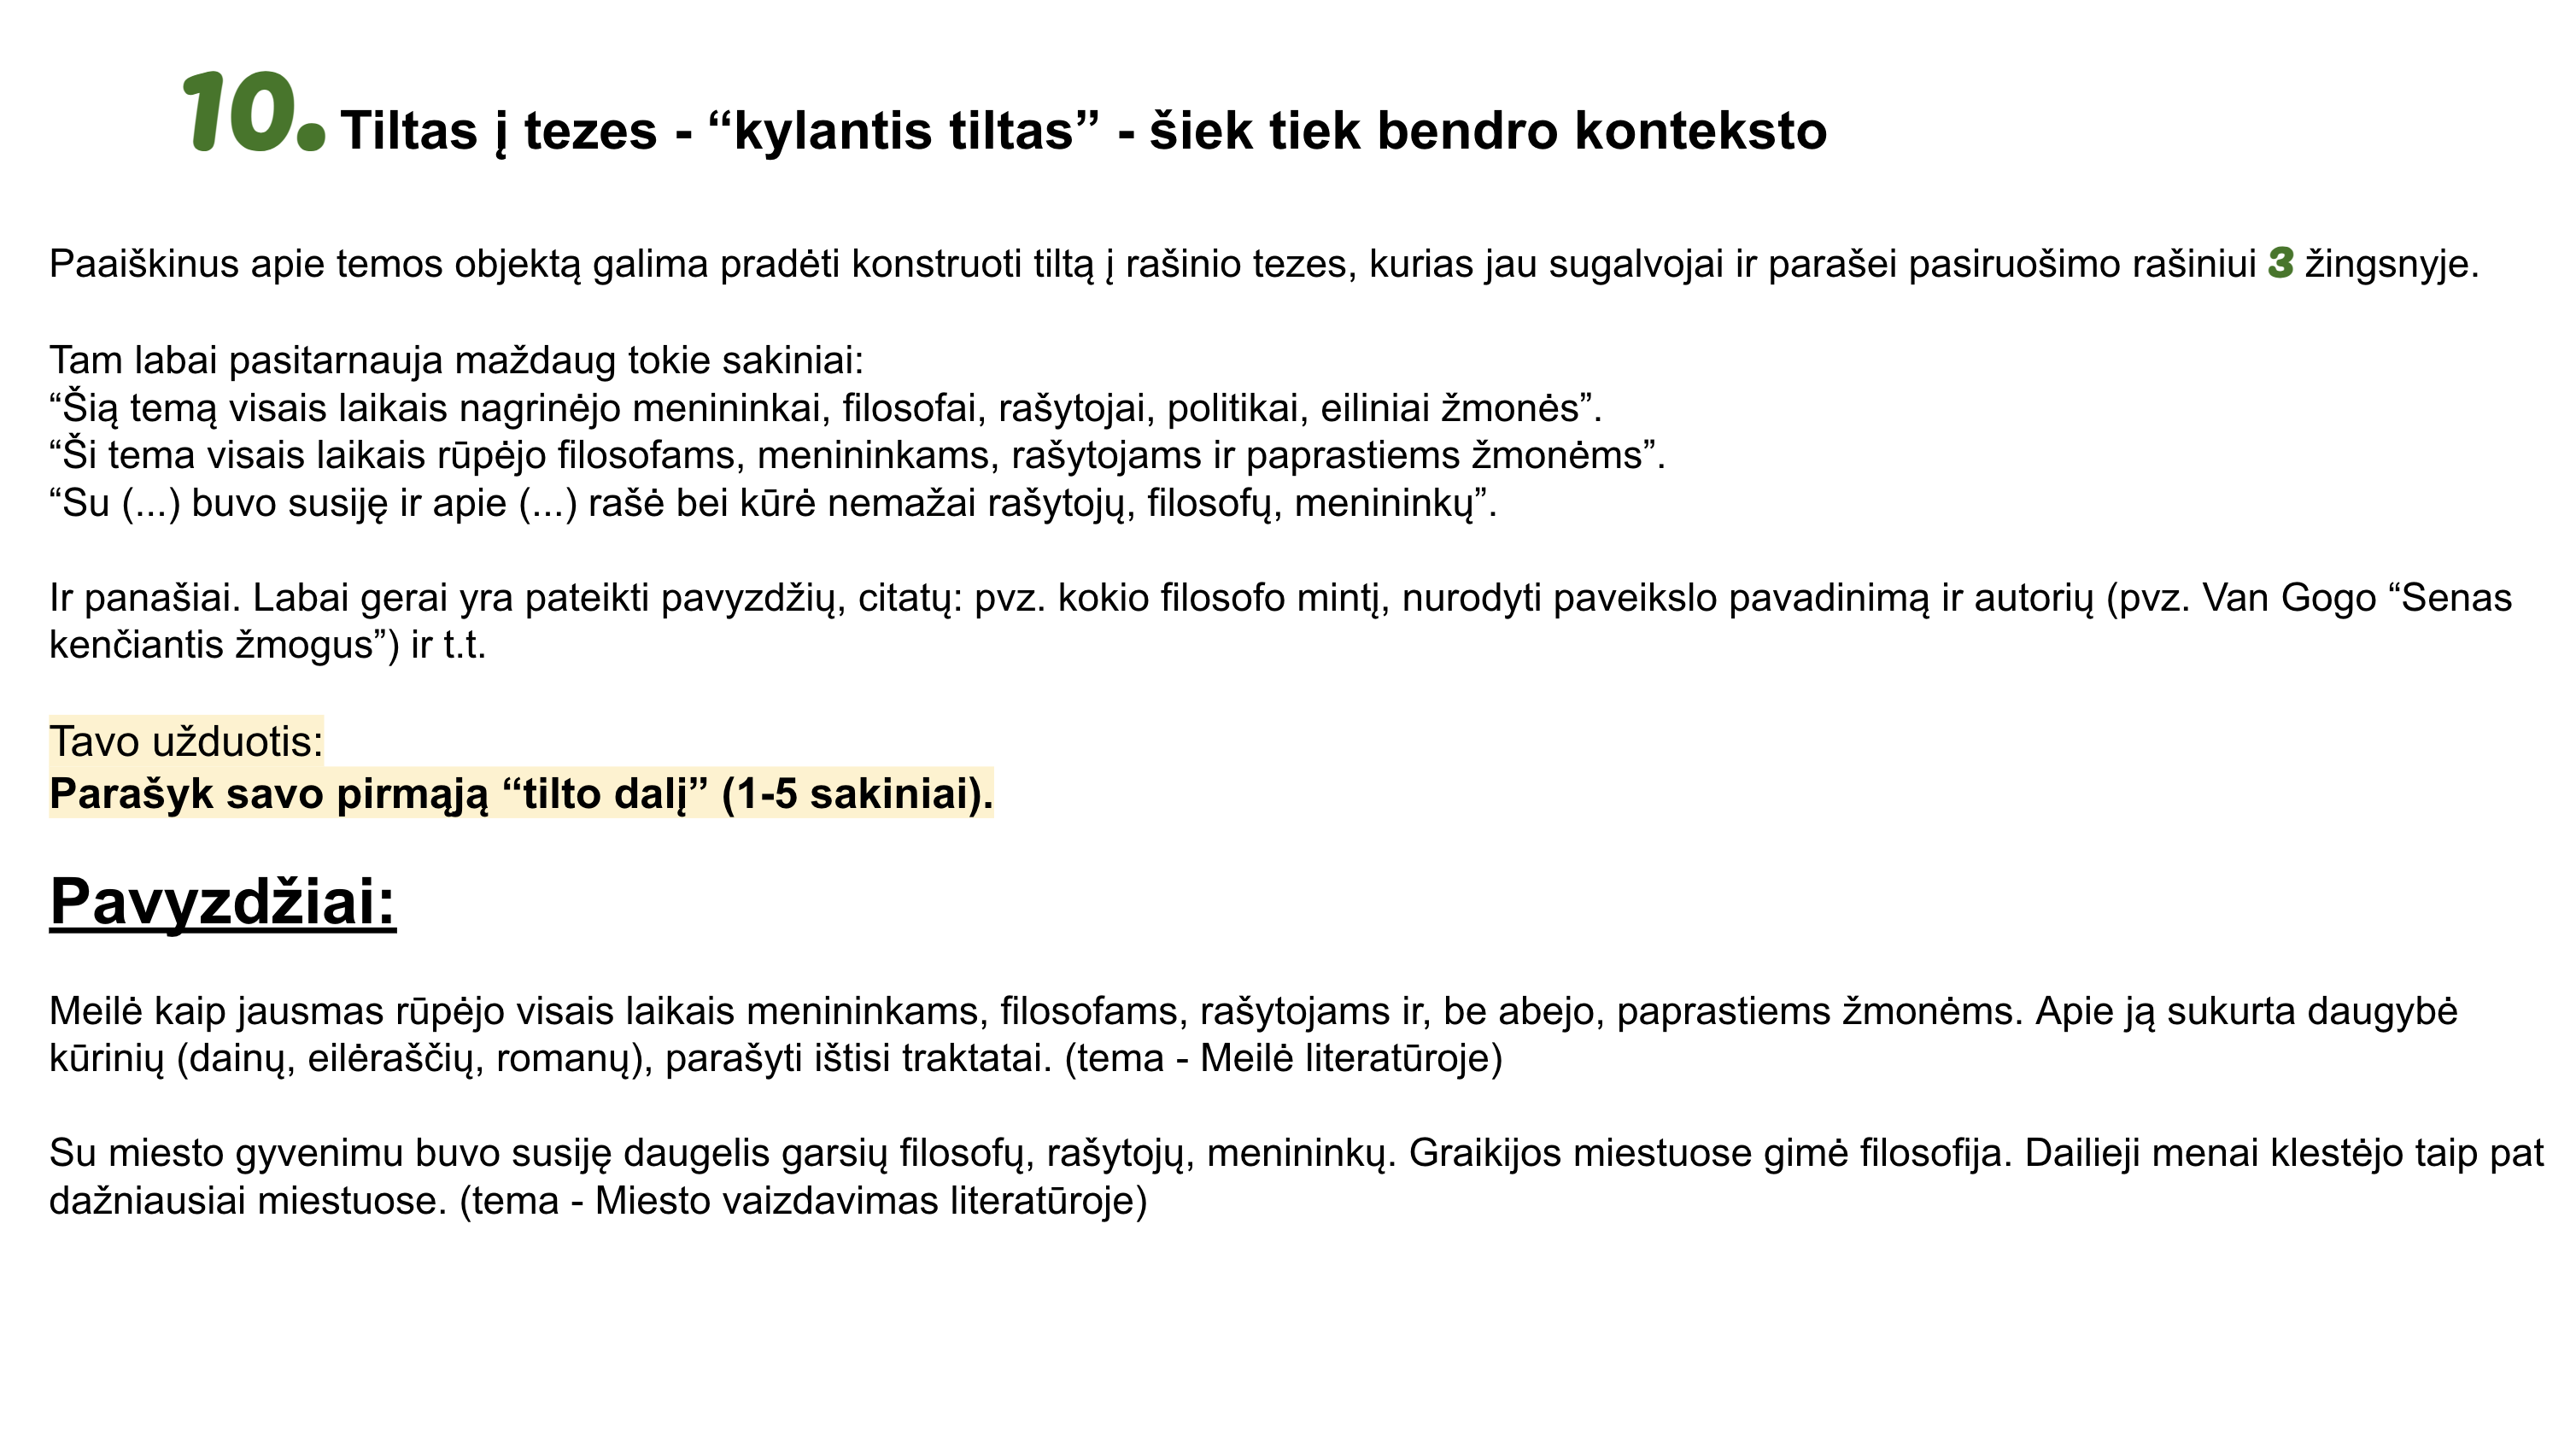 10. Tiltas į tezes - “kylantis tiltas” - šiek tiek bendro konteksto
Paaiškinus apie temos objektą galima pradėti konstruoti tiltą į rašinio tezes, kurias jau sugalvojai ir parašei pasiruošimo rašiniui 3 žingsnyje.
Tam labai pasitarnauja maždaug tokie sakiniai:
“Šią temą visais laikais nagrinėjo menininkai, filosofai, rašytojai, politikai, eiliniai žmonės”.
“Ši tema visais laikais rūpėjo filosofams, menininkams, rašytojams ir paprastiems žmonėms”.
“Su (...) buvo susiję ir apie (...) rašė bei kūrė nemažai rašytojų, filosofų, menininkų”.
Ir panašiai. Labai gerai yra pateikti pavyzdžių, citatų: pvz. kokio filosofo mintį, nurodyti paveikslo pavadinimą ir autorių (pvz. Van Gogo “Senas
kenčiantis žmogus”) ir t.t.
Tavo užduotis:
Parašyk savo pirmąją “tilto dalį” (1-5 sakiniai).
Pavyzdžiai:
Meilė kaip jausmas rūpėjo visais laikais menininkams, filosofams, rašytojams ir, be abejo, paprastiems žmonėms. Apie ją sukurta daugybė
kūrinių (dainų, eilėraščių, romanų), parašyti ištisi traktatai. (tema - Meilė literatūroje)
Su miesto gyvenimu buvo susiję daugelis garsių filosofų, rašytojų, menininkų. Graikijos miestuose gimė filosofija. Dailieji menai klestėjo taip pat
dažniausiai miestuose. (tema - Miesto vaizdavimas literatūroje)